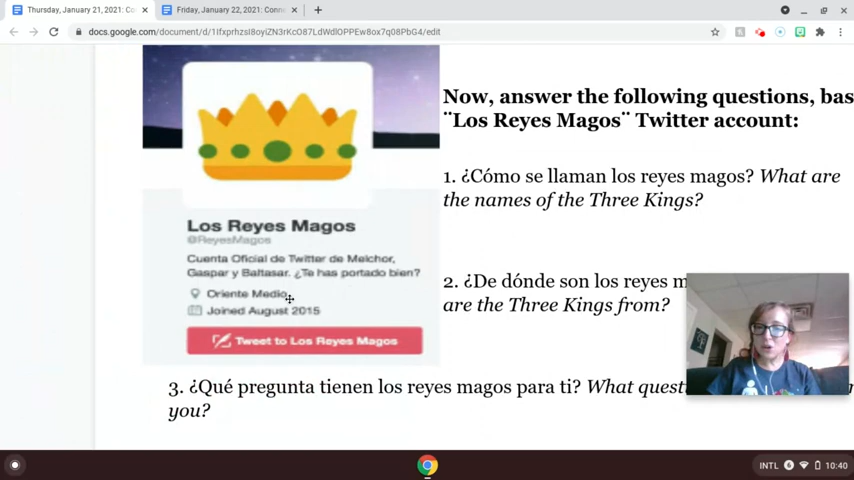 Thursday, January 21, 2021: Co
Friday, January 22, 2021: Conn
docs.google.com/document/d/1IfxprhzsI8oyiZN3rKcO87LdWdlOPPEw8ox7q08PbG4/edit
Now, answer the following questions, bas
¨Los Reyes Magos¨ Twitter account:
1. ¿Cómo se llaman los reyes magos? What are
the names of the Three Kings?
Los Reyes Magos
@ReyesMagos
Cuenta Oficial de Twitter de Melchor,
Gaspar y Baltasar. ¿Te has portado bien?
Oriente Medio
Joined August 2015
Tweet to Los Reyes Magos
2. ¿De dónde son los reyes m
are the Three Kings from?
3. ¿Qué pregunta tienen los reyes magos para ti? What quest
you?
INTL 6 10:40